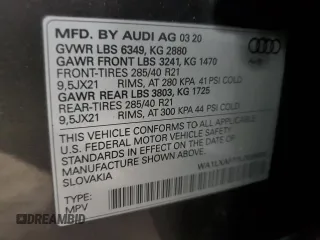 MFD. BY AUDI AG 03 20
GVWR LBS 6349, KG 2880
GAWR FRONT LBS 3241, KG 1470
FRONT-TIRES 285/40 R21
9,5JX21 RIMS, AT KPA 280 PSI 41 COLD
GAWR REAR LBS 3803, KG 1725
REAR-TIRES 285/40 R21
9,5JX21 RIMS, AT KPA 300 PSI 44 COLD
THIS VEHICLE CONFORMS TO ALL APPLICABLE
U.S. FEDERAL MOTOR VEHICLE
SAFETY STANDARDS IN EFFECT ON THE DATE OF
MANUFACTURE SHOWN ABOVE.
SLOVAKIA
TYPE:
MPV
DREAMBID